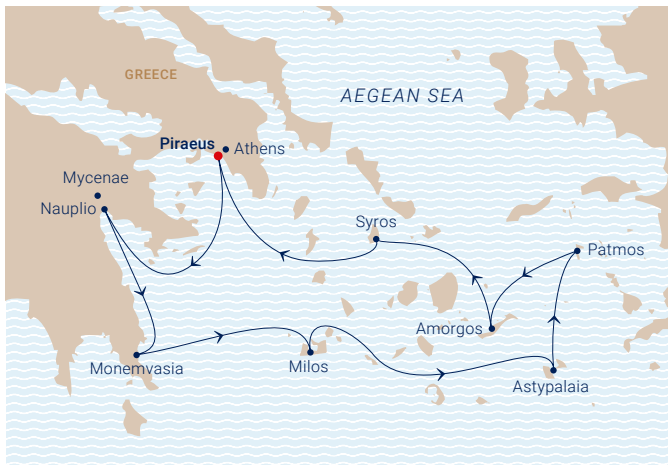 GREECE
AEGEAN SEA
Piraeus
Athens
Mycenae
Nauplio
Syros
Patmos
Amorgos
Monemvasia
Milos
Astypalaia